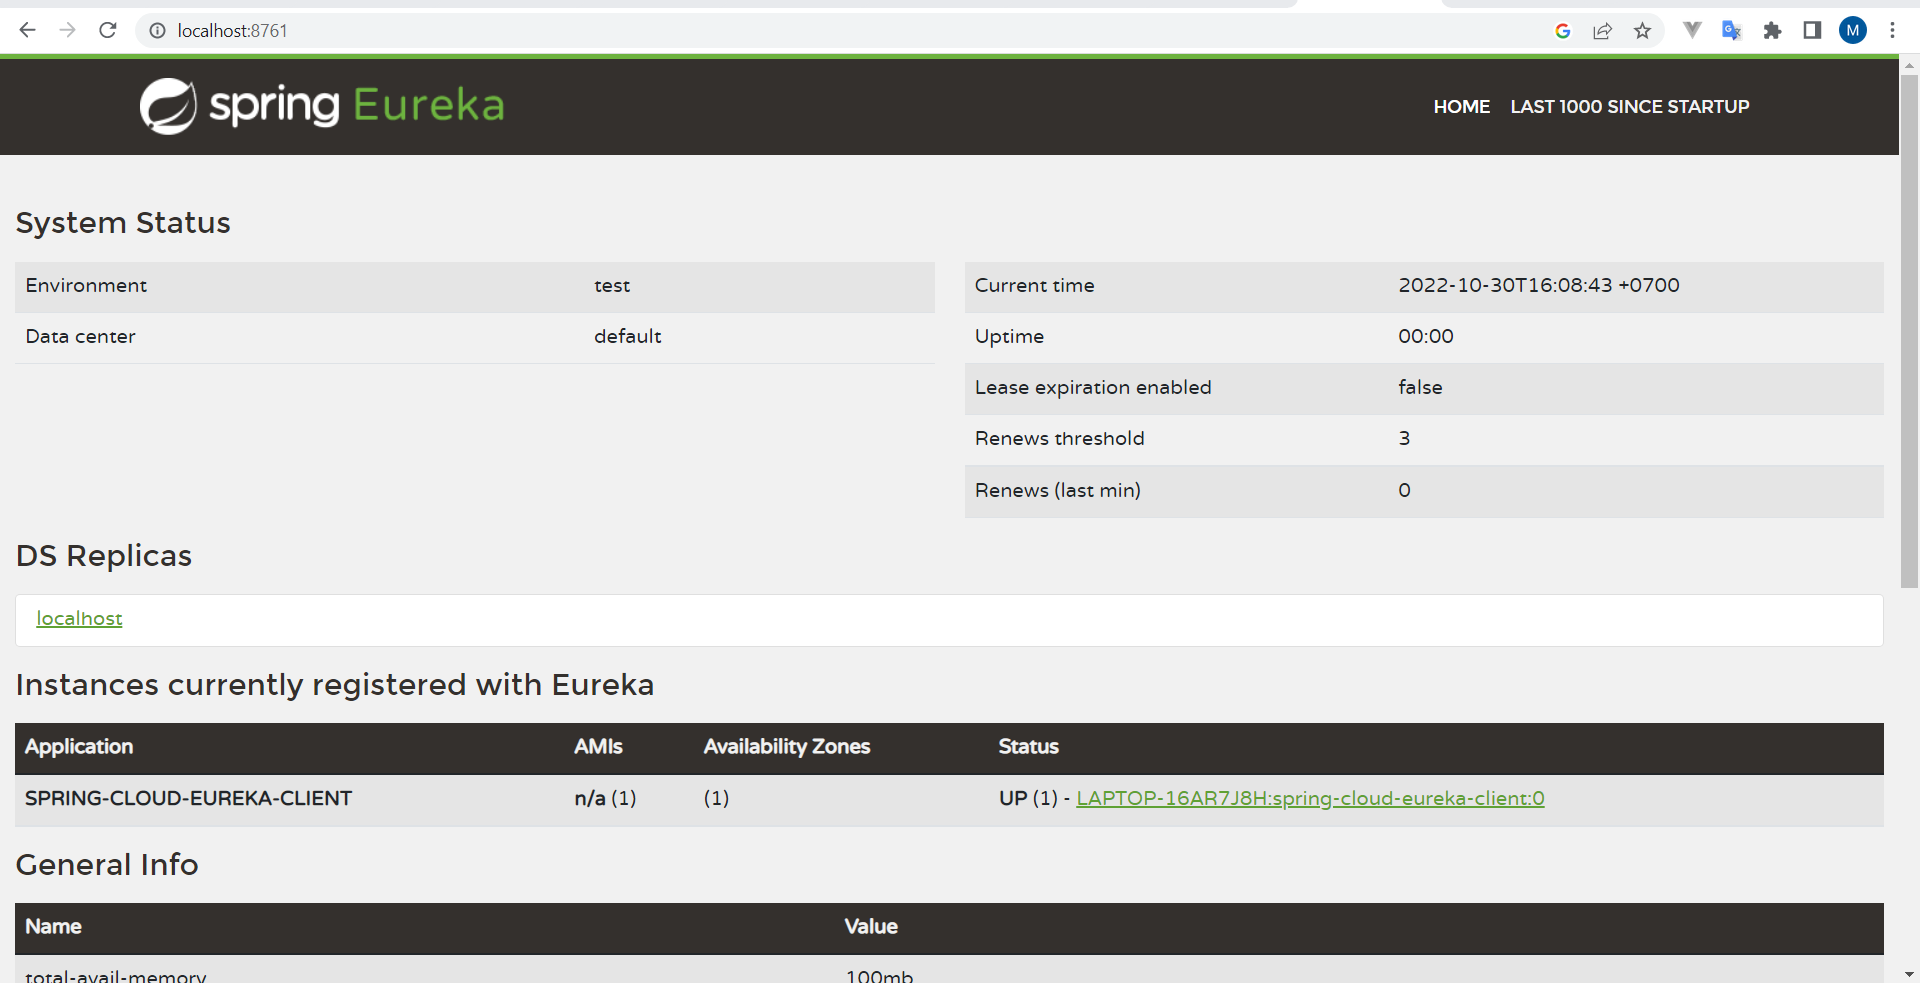 localhost:8761
M
spring Eureka
HOME LAST 1000 SINCE STARTUP
System Status
Environment test
Data center default
Current time 2022-10-30T16:08:43 +0700
Uptime 00:00
Lease expiration enabled false
Renews threshold 3
Renews (last min) 0
DS Replicas
localhost
Instances currently registered with Eureka
Application AMIs Availability Zones Status
SPRING-CLOUD-EUREKA-CLIENT n/a (1) (1) UP (1) - LAPTOP-16AR7J8H:spring-cloud-eureka-client:0
General Info
Name Value
total-avail-memory 100mb